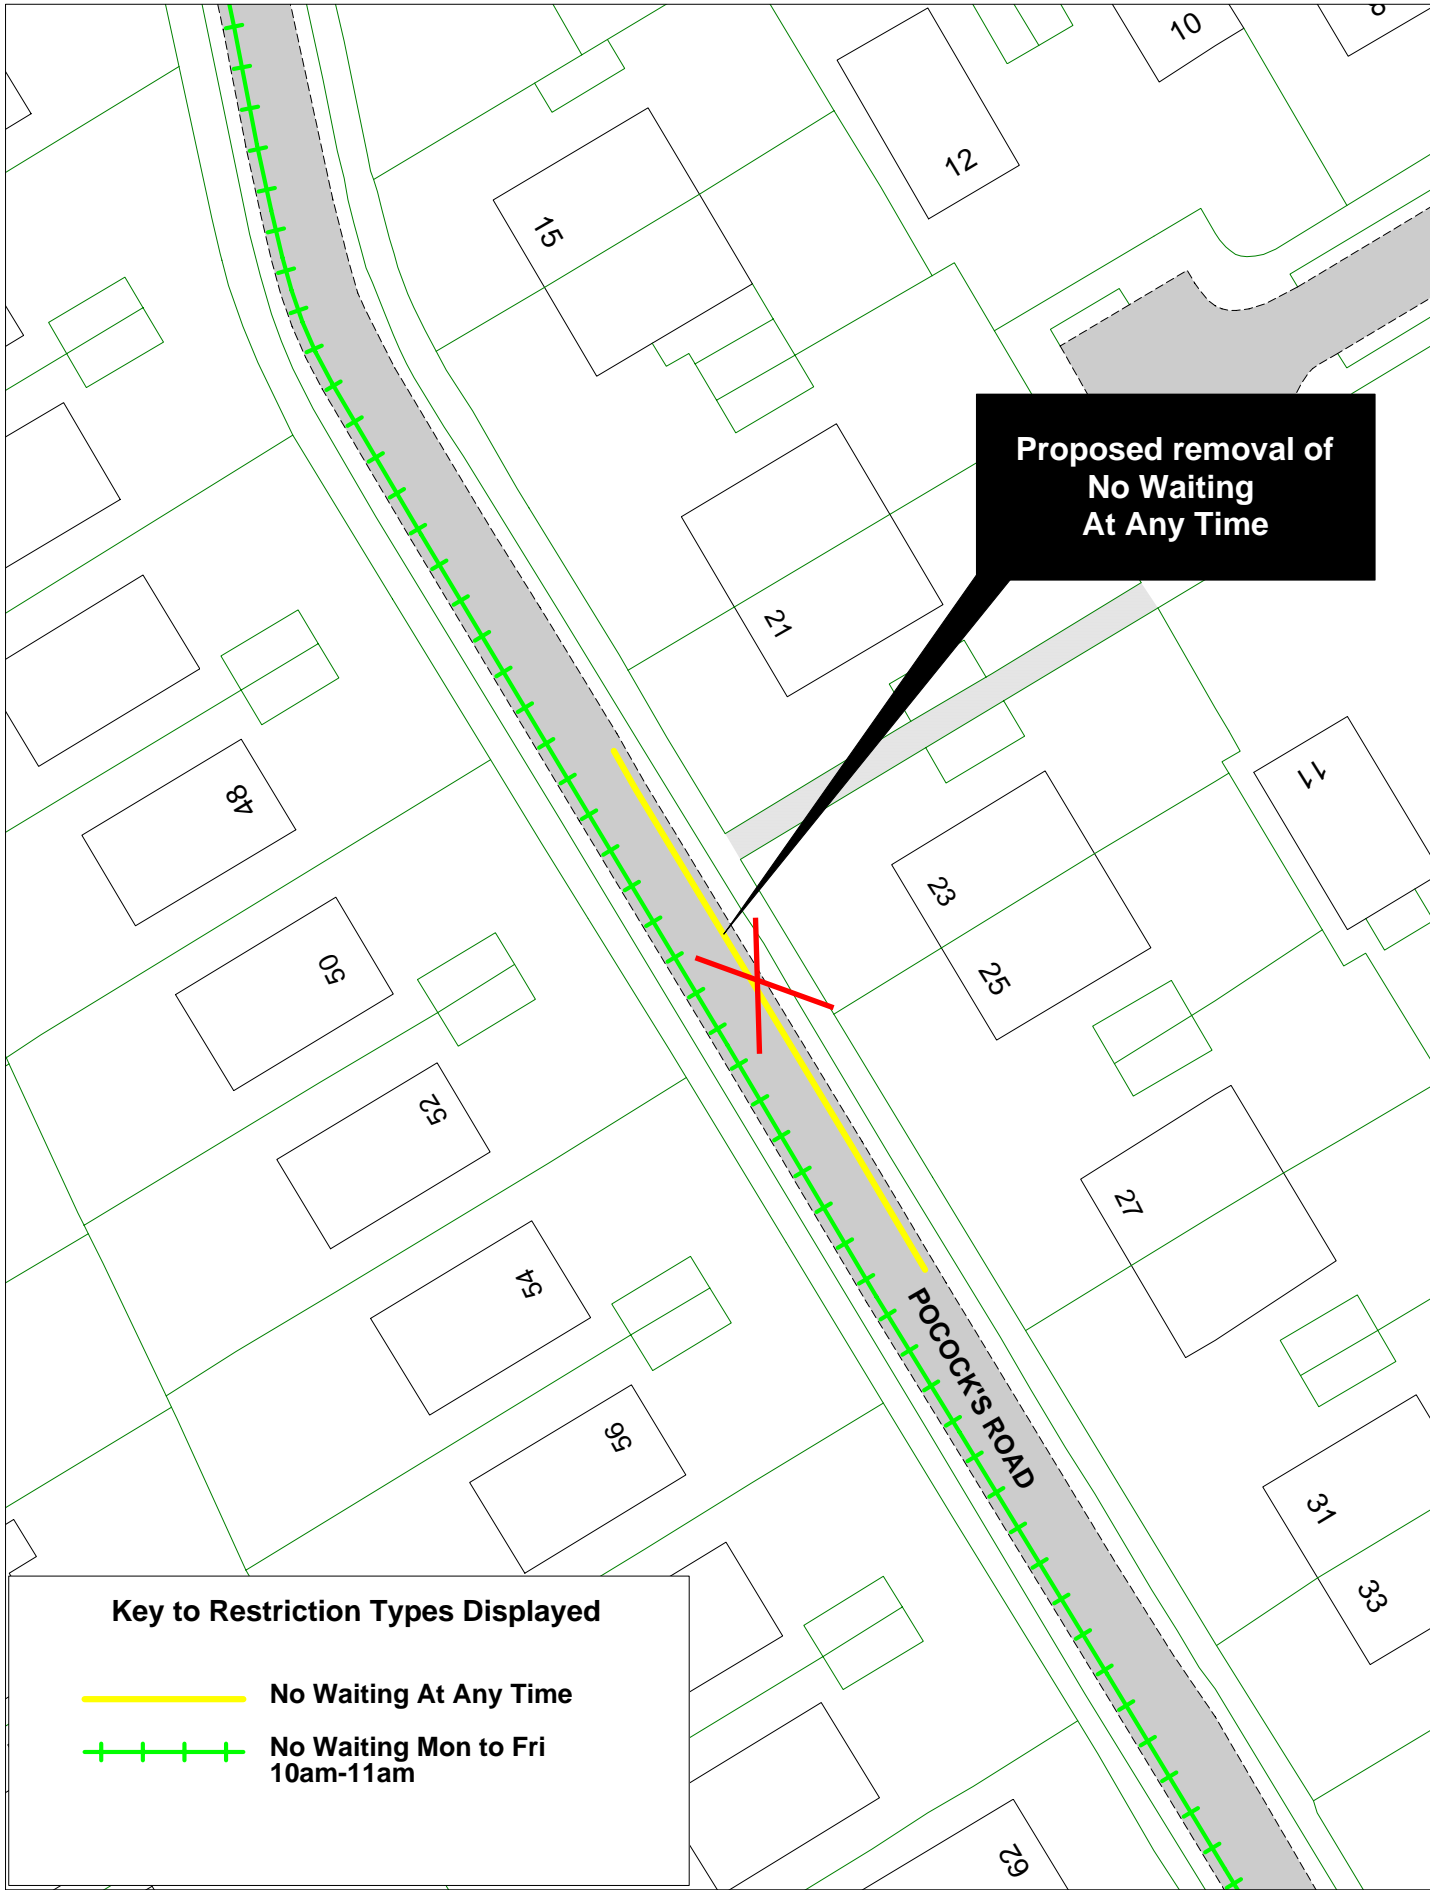 10
12
15
Proposed removal of
No Waiting
At Any Time
21
11
48
23
50
25
52
27
54
POCOCK'S ROAD
56
31
33
Key to Restriction Types Displayed
No Waiting At Any Time
No Waiting Mon to Fri
10am-11am
62